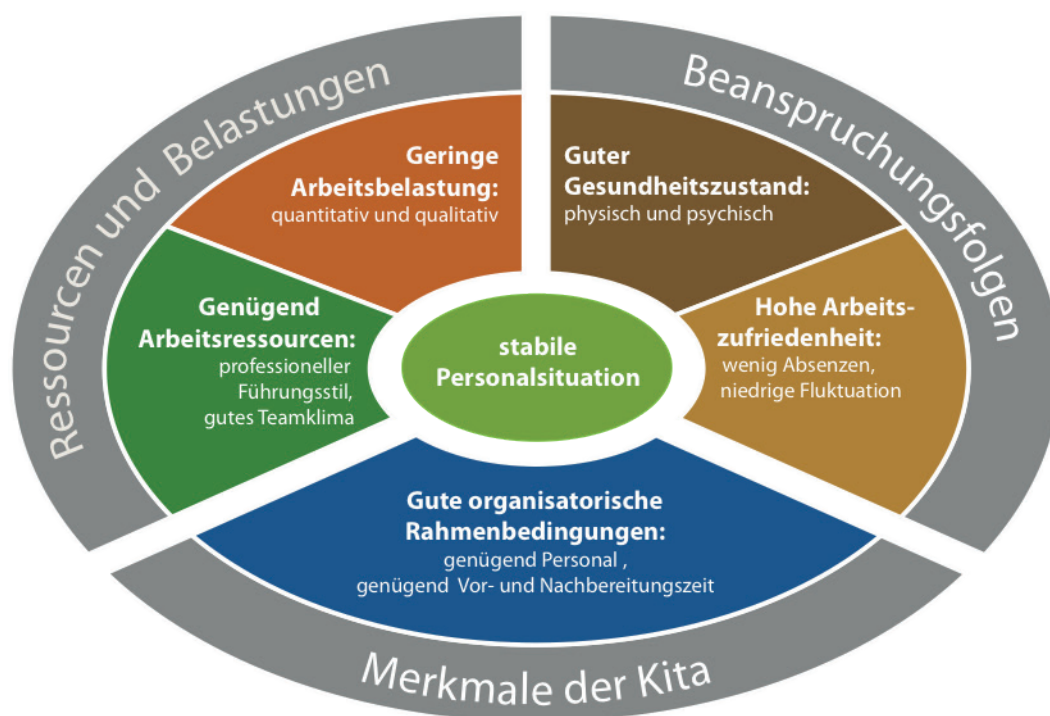 Ressourcen und Belastungen
Beanspruchungsfolgen
Geringe
Arbeitsbelastung:
quantitativ und qualitativ
Guter
Gesundheitszustand:
physisch und psychisch
Genügend
Arbeitsressourcen:
professioneller
Führungsstil,
gutes Teamklima
stabile
Personalsituation
Hohe Arbeits-
zufriedenheit:
wenig Absenzen,
niedrige Fluktuation
Gute organisatorische
Rahmenbedingungen:
genügend Personal ,
genügend Vor- und Nachbereitungszeit
Merkmale der Kita